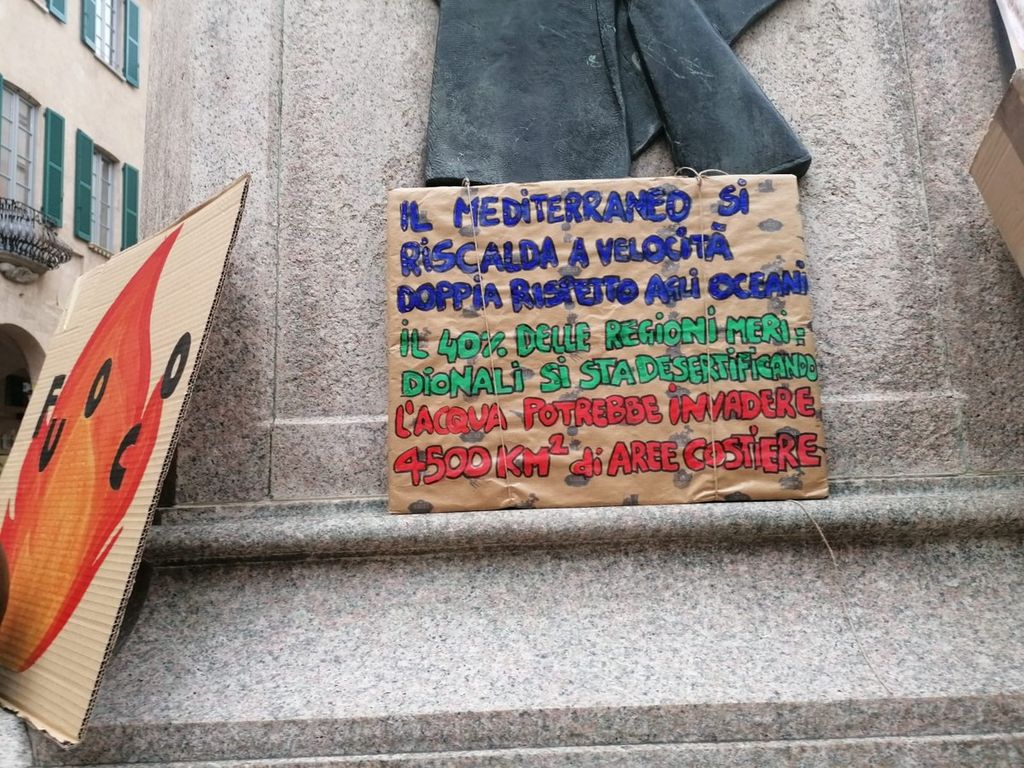 FUOCO
IL MEDITERRANEO SI
RISCALDA A VELOCITÀ
DOPPIA RISPETTO AGLI OCEANI
IL 40% DELLE REGIONI MERI=
DIONALI SI STA DESERTIFICANDO
L'ACQUA POTREBBE INVADERE
4500 KM² di AREE COSTIERE